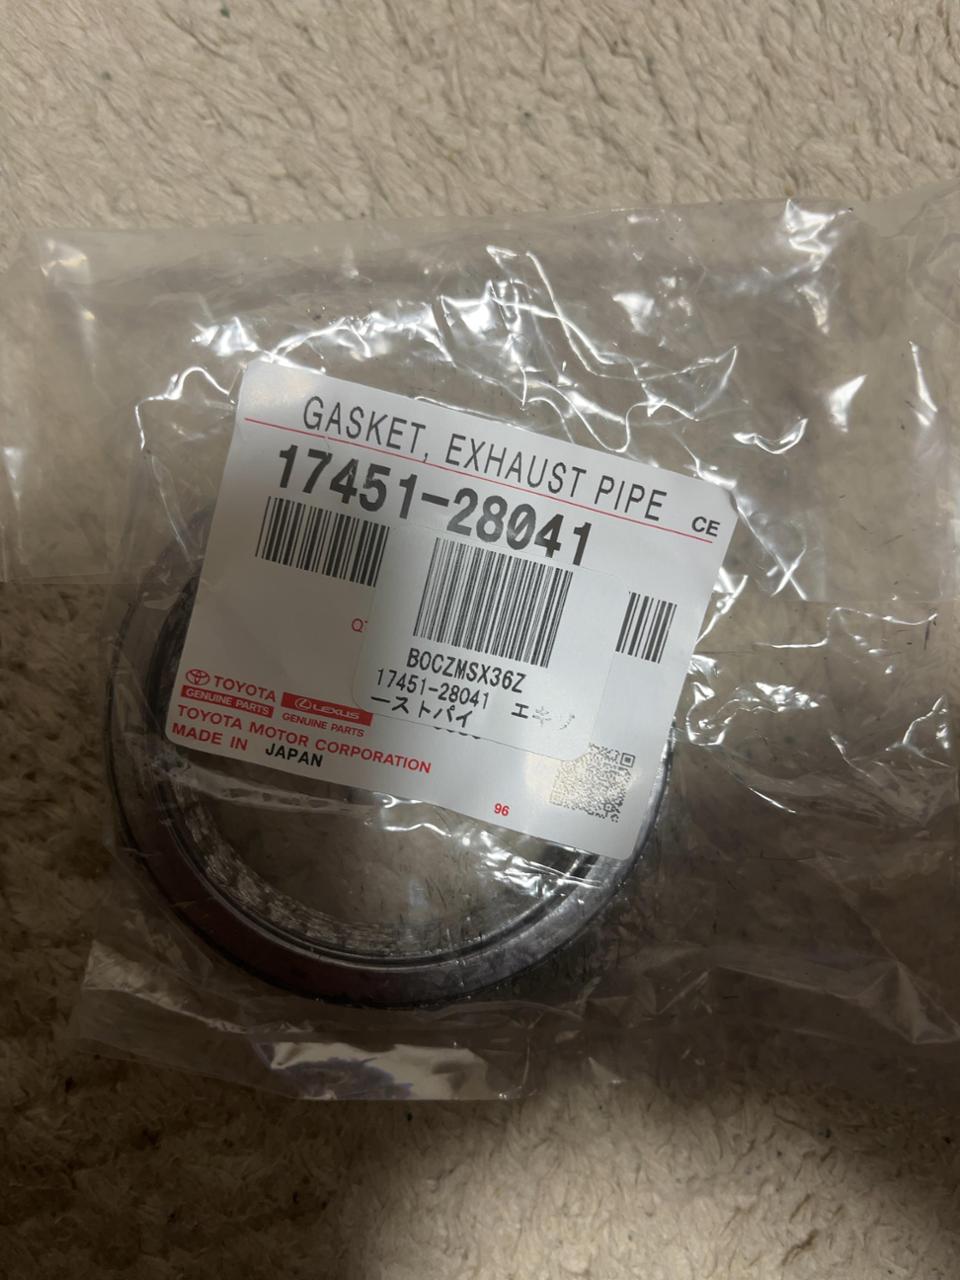 GASKET, EXHAUST PIPE
CE
17451-28041
B0CZMSX36Z
17451-28041 エキゾ
ーストパイ
TOYOTA
GENUINE PARTS
LEXUS
GENUINE PARTS
TOYOTA MOTOR CORPORATION
MADE IN JAPAN
96